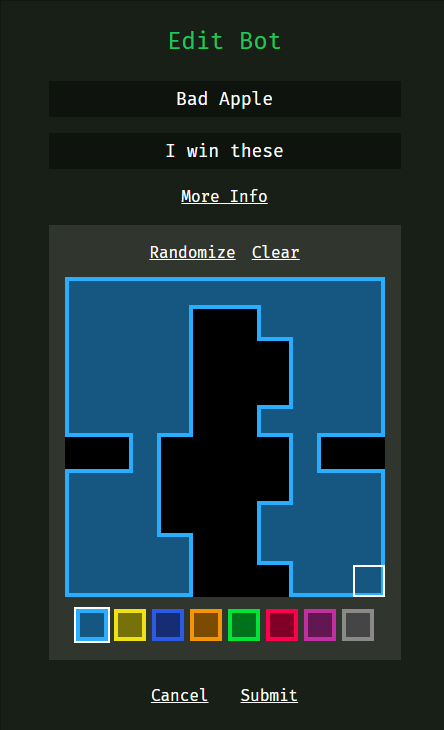 Edit Bot
Bad Apple
I win these
More Info
Randomize Clear
Cancel Submit